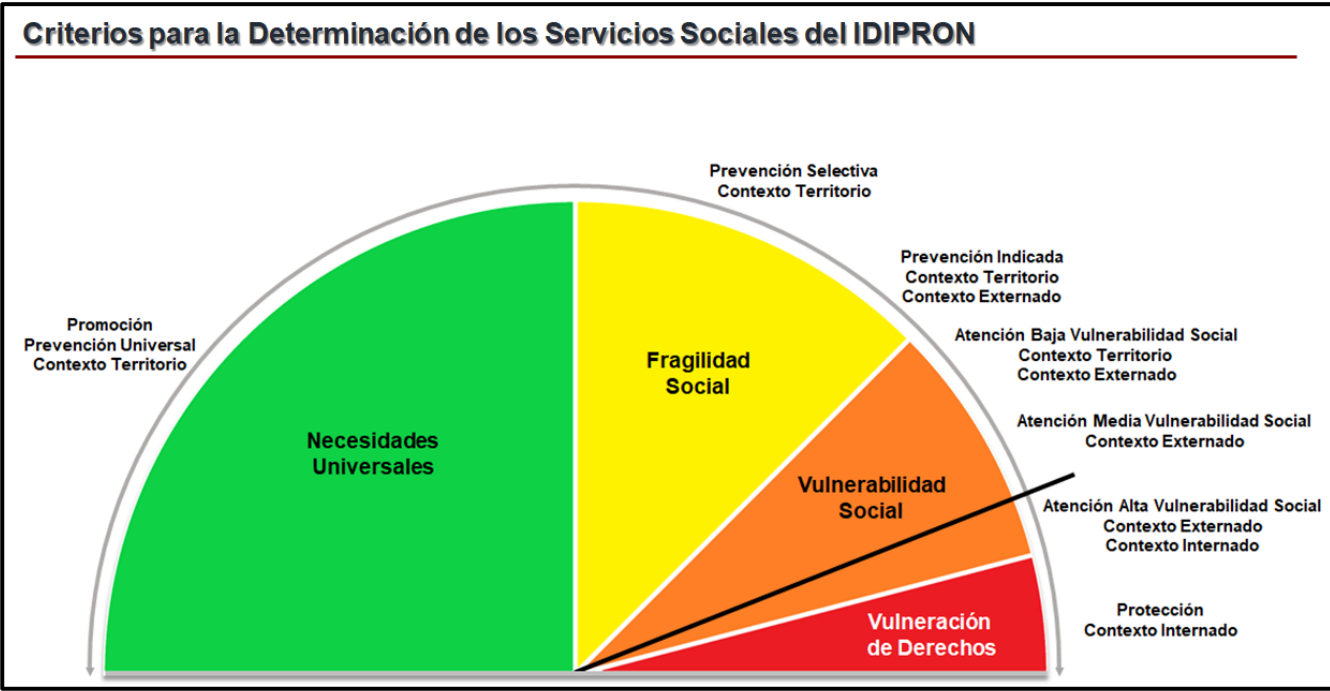 Criterios para la Determinación de los Servicios Sociales del IDIPRON
Prevención Selectiva
Contexto Territorio
Prevención Indicada
Contexto Territorio
Contexto Externado
Promoción
Prevención Universal
Contexto Territorio
Atención Baja Vulnerabilidad Social
Contexto Territorio
Contexto Externado
Fragilidad
Social
Atención Media Vulnerabilidad Social
Contexto Externado
Necesidades
Universales
Vulnerabilidad
Social
Atención Alta Vulnerabilidad Social
Contexto Externado
Contexto Internado
Vulneración
de Derechos
Protección
Contexto Internado